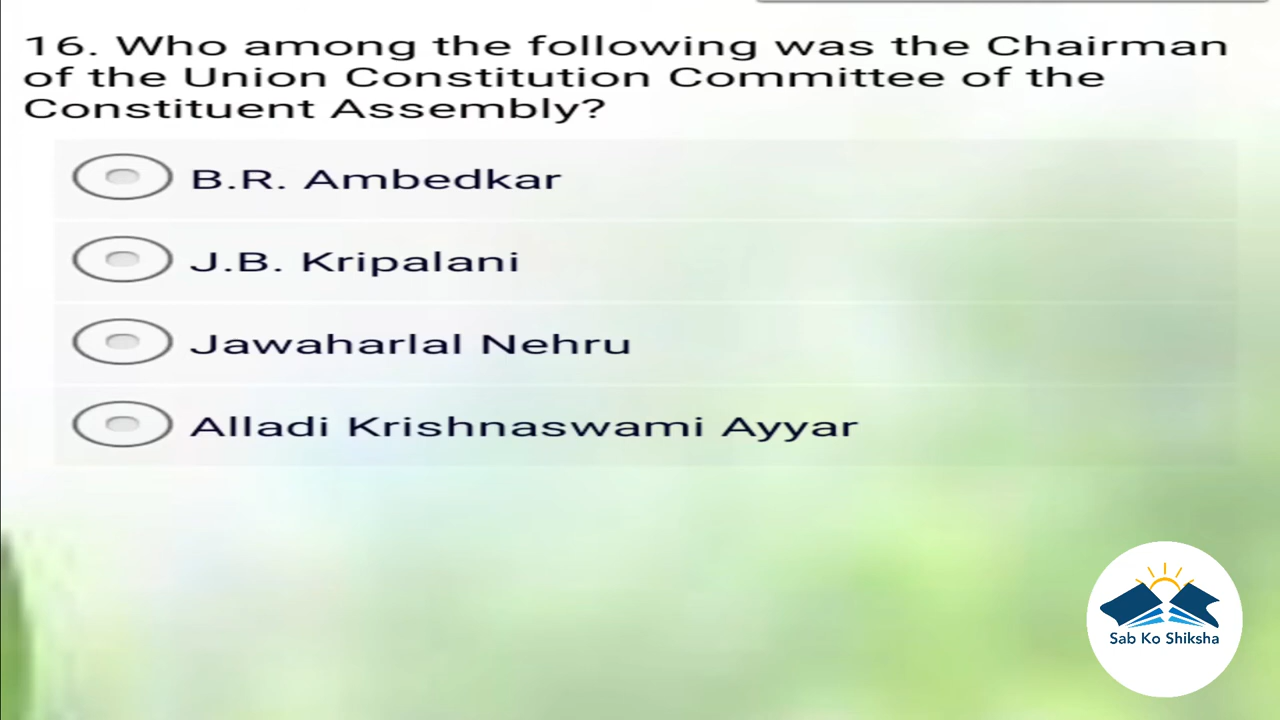 16. Who among the following was the Chairman
of the Union Constitution Committee of the
Constituent Assembly?
B.R. Ambedkar
J.B. Kripalani
Jawaharlal Nehru
Alladi Krishnaswami Ayyar
Sab Ko Shiksha